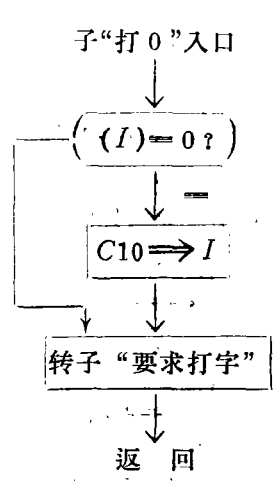 子“打0”入口
(I)=0?
=
C10⟹I
转子“要求打字”
返 回